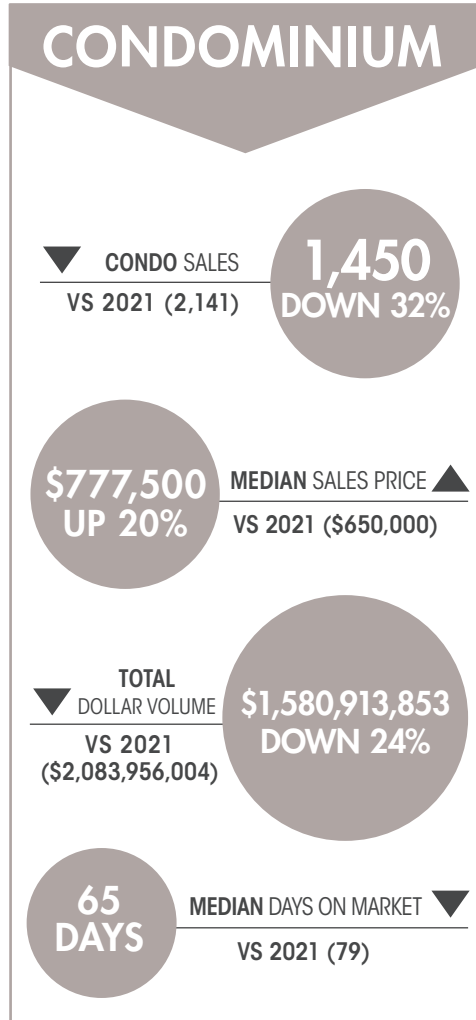 CONDOMINIUM
CONDO SALES
VS 2021 (2,141)
1,450
DOWN 32%
$777,500
UP 20%
MEDIAN SALES PRICE
VS 2021 ($650,000)
TOTAL
DOLLAR VOLUME
VS 2021
($2,083,956,004)
$1,580,913,853
DOWN 24%
65
DAYS
MEDIAN DAYS ON MARKET
VS 2021 (79)